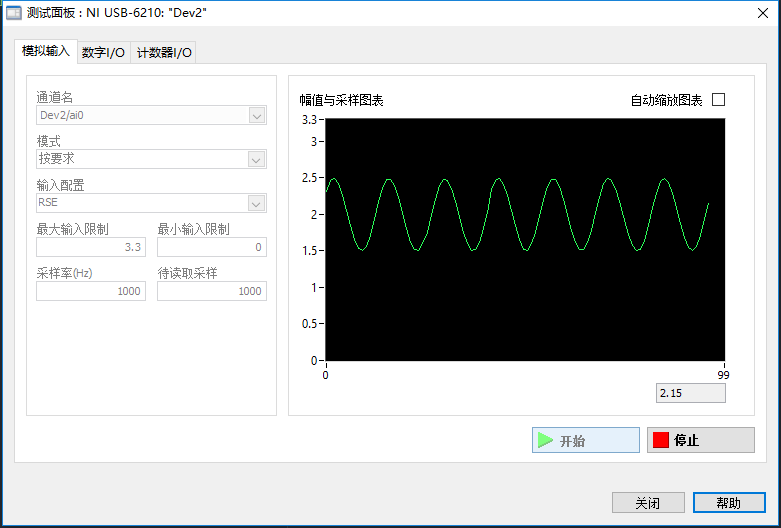 测试面板 : NI USB-6210: "Dev2"
模拟输入 数字I/O 计数器I/O
通道名
Dev2/ai0
模式
按要求
输入配置
RSE
最大输入限制 最小输入限制
3.3 0
采样率(Hz) 待读取采样
1000 1000
幅值与采样图表 自动缩放图表
3.3
3
2.5
2
1.5
1
0.5
0
0 99
2.15
开始 停止
关闭 帮助